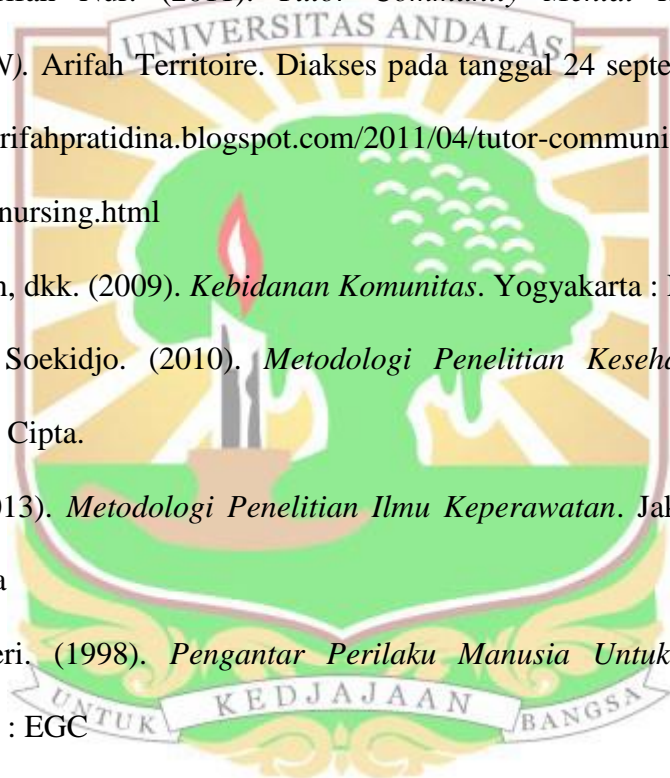 Nur. (2011). Tutor Community Mental
UNIVERSITAS ANDALAS
N). Arifah Territoire. Diakses pada tanggal 24 septe
rifahpratidina.blogspot.com/2011/04/tutor-communi
nursing.html
n, dkk. (2009). Kebidanan Komunitas. Yogyakarta :
Soekidjo. (2010). Metodologi Penelitian Keseha
Cipta.
013). Metodologi Penelitian Ilmu Keperawatan. Jak
a
eri. (1998). Pengantar Perilaku Manusia Untuk
UNTUK KEDJAJAAN BANGSA
: EGC